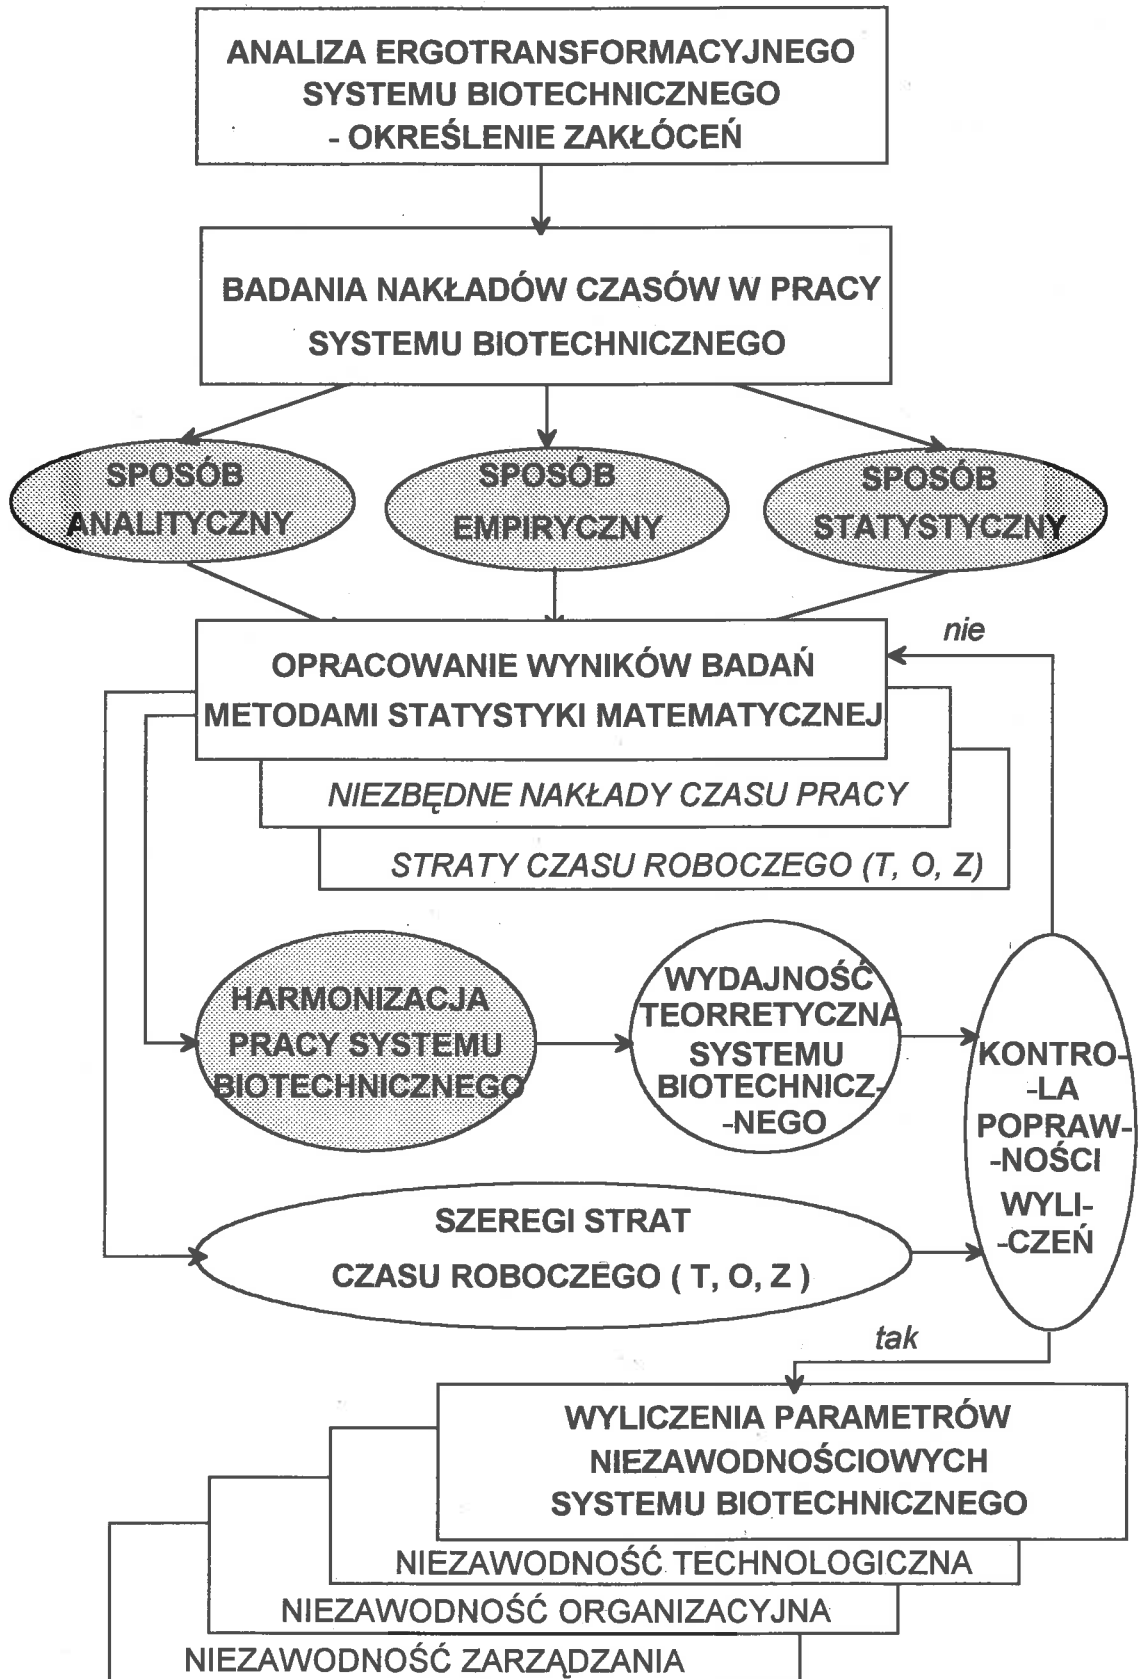 ANALIZA ERGOTRANSFORMACYJNEGO
SYSTEMU BIOTECHNICZNEGO
- OKREŚLENIE ZAKŁÓCEŃ
BADANIA NAKŁADÓW CZASÓW W PRACY
SYSTEMU BIOTECHNICZNEGO
SPOSÓB
ANALITYCZNY
SPOSÓB
EMPIRYCZNY
SPOSÓB
STATYSTYCZNY
nie
OPRACOWANIE WYNIKÓW BADAŃ
METODAMI STATYSTYKI MATEMATYCZNEJ
NIEZBĘDNE NAKŁADY CZASU PRACY
STRATY CZASU ROBOCZEGO (T, O, Z)
HARMONIZACJA
PRACY SYSTEMU
BIOTECHNICZNEGO
WYDAJNOŚĆ
TEORRETYCZNA
SYSTEMU
BIOTECHNICZ-
-NEGO
KONTRO-
-LA
POPRAW-
-NOŚCI
WYLI-
-CZEŃ
SZEREGI STRAT
CZASU ROBOCZEGO ( T, O, Z )
tak
WYLICZENIA PARAMETRÓW
NIEZAWODNOŚCIOWYCH
SYSTEMU BIOTECHNICZNEGO
NIEZAWODNOŚĆ TECHNOLOGICZNA
NIEZAWODNOŚĆ ORGANIZACYJNA
NIEZAWODNOŚĆ ZARZĄDZANIA